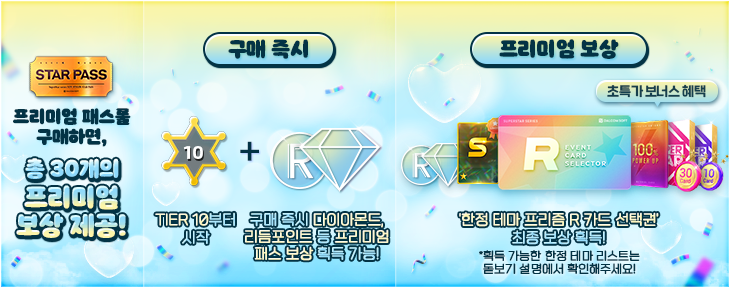 STAR PASS
프리미엄 패스를
구매하면,
총 30개의
프리미엄
보상 제공!
구매 즉시
10
+
R
TIER 10부터
시작
구매 즉시 다이아몬드,
리듬포인트 등 프리미엄
패스 보상 획득 가능!
프리미엄 보상
초특가 보너스 혜택
R
S
R
EVENT
CARD
SELECTOR
100%
POWER UP
30
Card
10
Card
'한정 테마 프리즘 R 카드 선택권'
최종 보상 획득!
*획득 가능한 한정 테마 리스트는
돋보기 설명에서 확인해주세요!